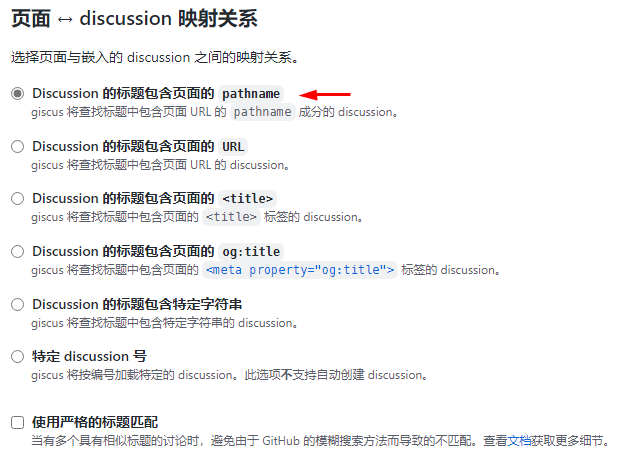 页面 ↔ discussion 映射关系
选择页面与嵌入的 discussion 之间的映射关系。
Discussion 的标题包含页面的 pathname
giscus 将查找标题中包含页面 URL 的 pathname 成分的 discussion。
Discussion 的标题包含页面的 URL
giscus 将查找标题中包含页面 URL 的 discussion。
Discussion 的标题包含页面的 <title>
giscus 将查找标题中包含页面的 <title> 标签的 discussion。
Discussion 的标题包含页面的 og:title
giscus 将查找标题中包含页面的 <meta property="og:title"> 标签的 discussion。
Discussion 的标题包含特定字符串
giscus 将查找标题中包含特定字符串的 discussion。
特定 discussion 号
giscus 将按编号加载特定的 discussion。此选项不支持自动创建 discussion。
使用严格的标题匹配
当有多个具有相似标题的讨论时，避免由于 GitHub 的模糊搜索方法而导致的不匹配。查看文档获取更多细节。